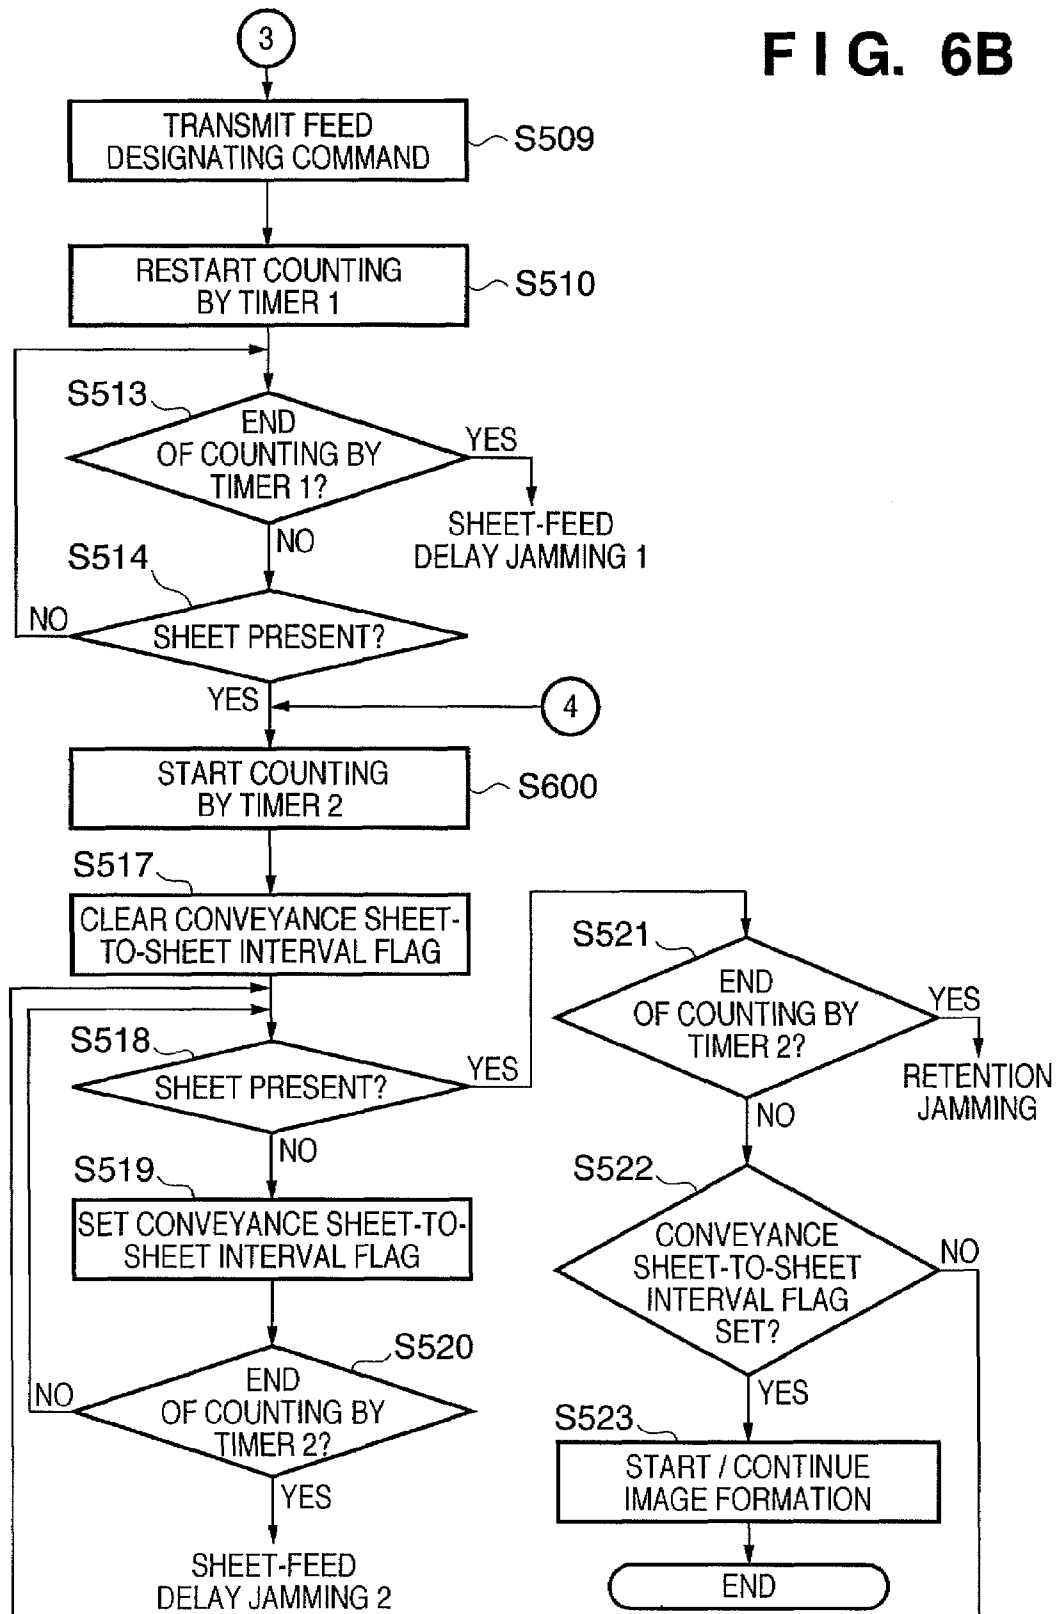 FIG. 6B
3
TRANSMIT FEED
DESIGNATING COMMAND
S509
RESTART COUNTING
BY TIMER 1
S510
S513
END
OF COUNTING BY
TIMER 1?
YES
SHEET-FEED
DELAY JAMMING 1
NO
S514
SHEET PRESENT?
NO
YES
4
START COUNTING
BY TIMER 2
S600
S517
CLEAR CONVEYANCE SHEET-
TO-SHEET INTERVAL FLAG
S518
SHEET PRESENT?
YES
NO
S519
SET CONVEYANCE SHEET-TO-
SHEET INTERVAL FLAG
S520
END
OF COUNTING BY
TIMER 2?
NO
YES
SHEET-FEED
DELAY JAMMING 2
S521
END
OF COUNTING BY
TIMER 2?
YES
RETENTION
JAMMING
NO
S522
CONVEYANCE
SHEET-TO-SHEET
INTERVAL FLAG
SET?
NO
YES
S523
START / CONTINUE
IMAGE FORMATION
END